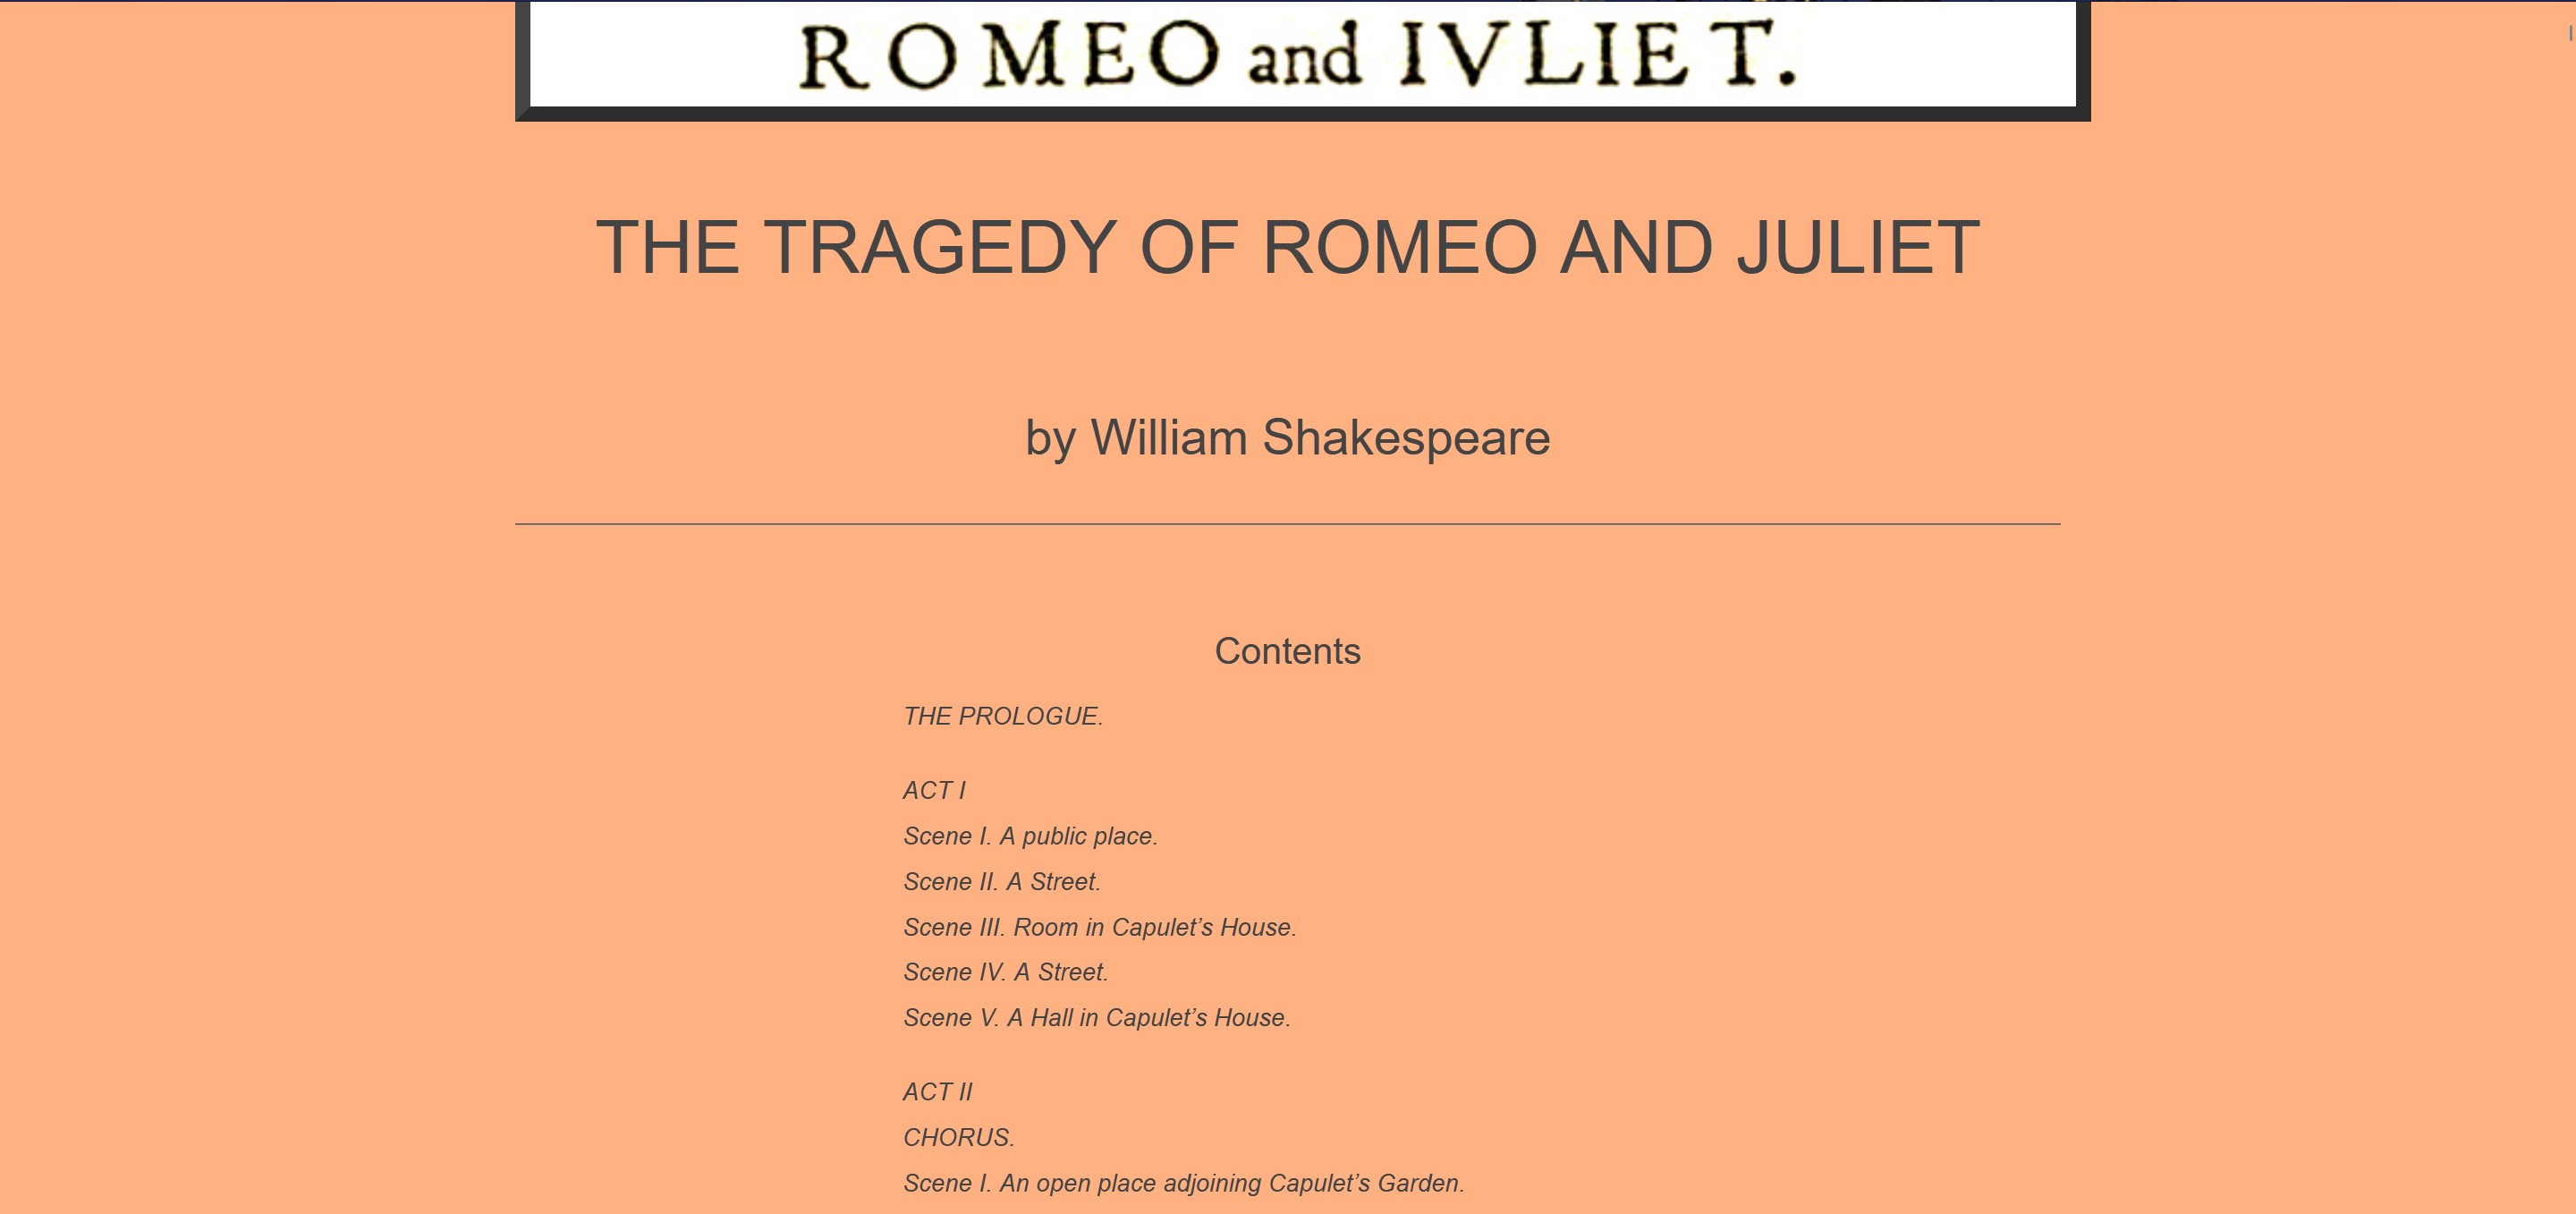 ROMEO and IVLIET.
THE TRAGEDY OF ROMEO AND JULIET
by William Shakespeare
Contents
THE PROLOGUE.
ACT I
Scene I. A public place.
Scene II. A Street.
Scene III. Room in Capulet’s House.
Scene IV. A Street.
Scene V. A Hall in Capulet’s House.
ACT II
CHORUS.
Scene I. An open place adjoining Capulet’s Garden.